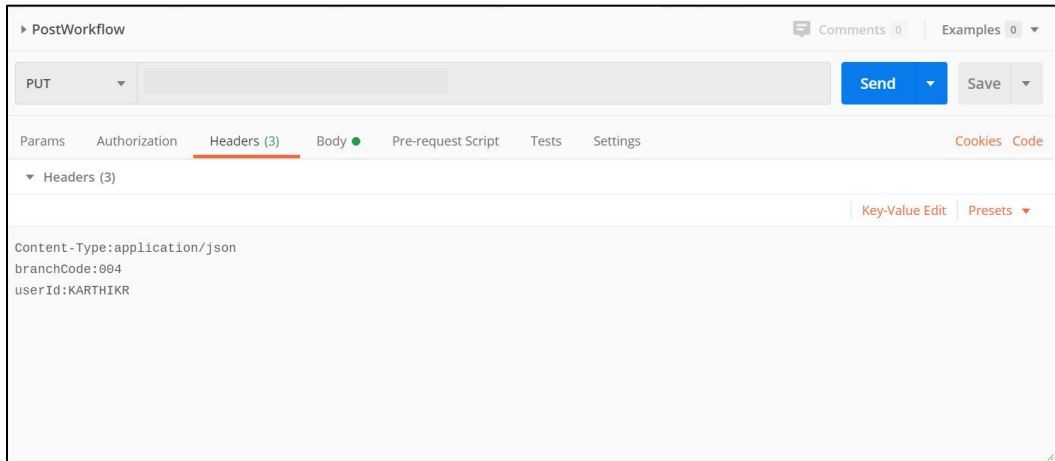 PostWorkflow Comments 0 Examples 0
PUT Send Save
Params Authorization Headers (3) Body Pre-request Script Tests Settings Cookies Code
Headers (3)
Key-Value Edit Presets
Content-Type:application/json
branchCode:004
userId:KARTHIKR